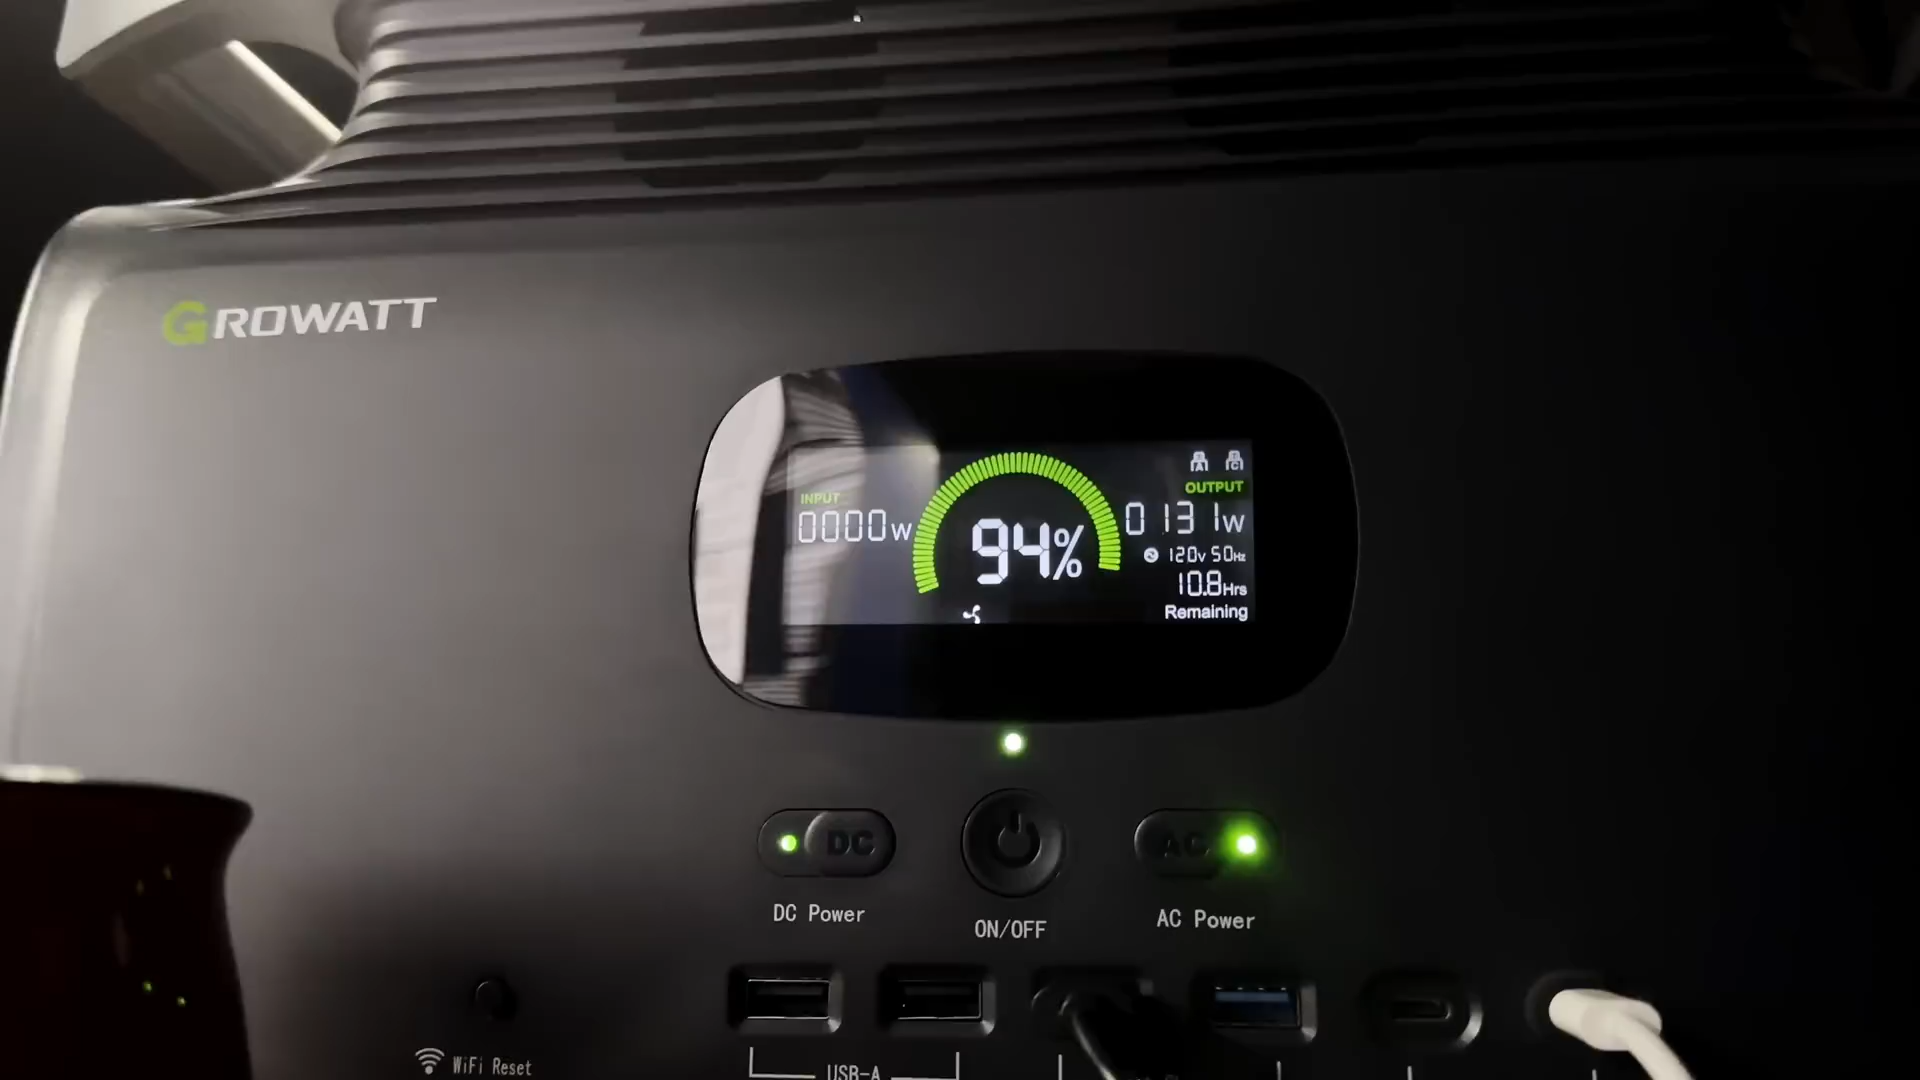 GROWATT
A C
INPUT
OUTPUT
0000w
94%
0131w
120v 50Hz
10.8Hrs
Remaining
DC
AC
DC Power
ON/OFF
AC Power
WiFi Reset
USB-A